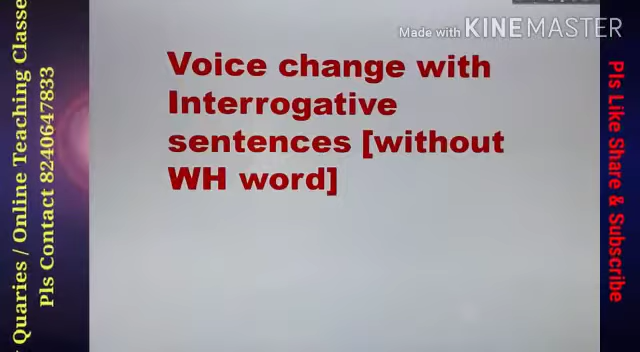 Made with KINEMASTER
Voice change with
Interrogative
sentences [without
WH word]
Quaries / Online Teaching Classe
Pls Contact 8240647833
Pls Like Share & Subscribe